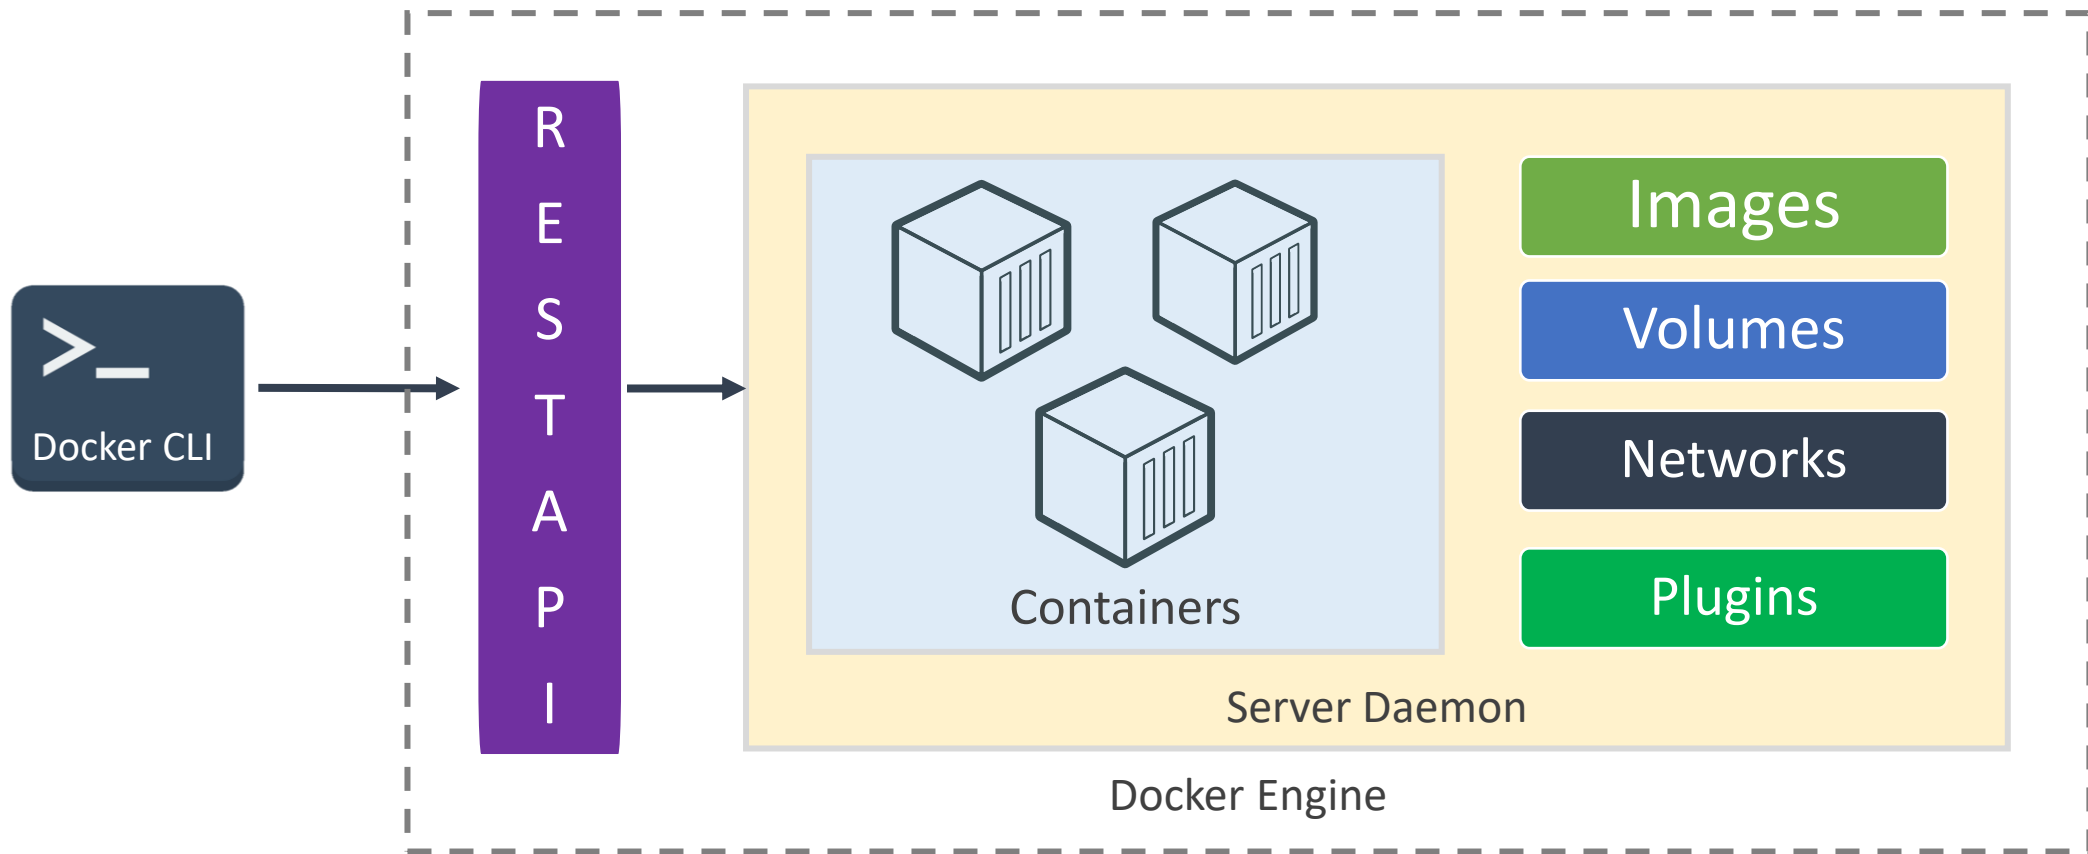 >_
Docker CLI
R
E
S
T
A
P
I
Containers
Images
Volumes
Networks
Plugins
Server Daemon
Docker Engine